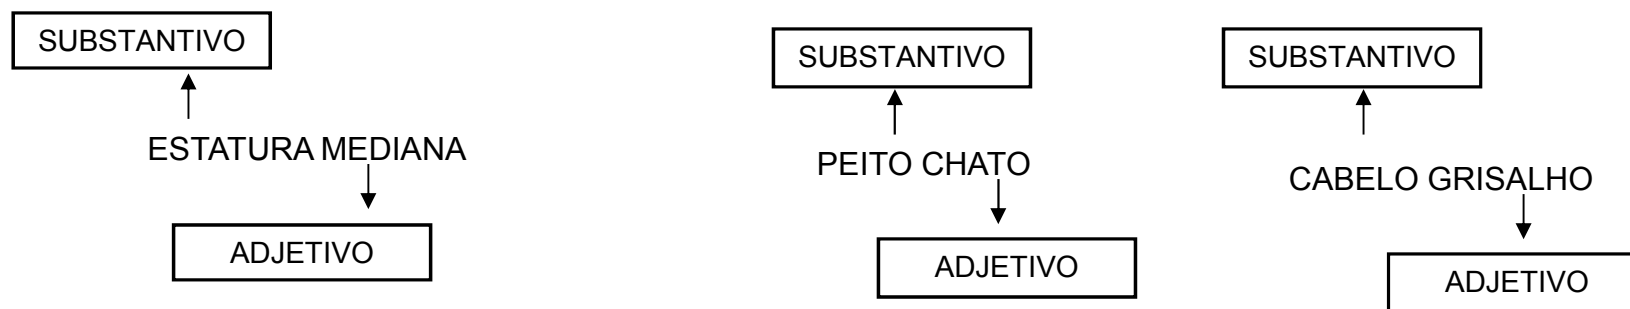 SUBSTANTIVO
ESTATURA MEDIANA
ADJETIVO
SUBSTANTIVO
PEITO CHATO
ADJETIVO
SUBSTANTIVO
CABELO GRISALHO
ADJETIVO